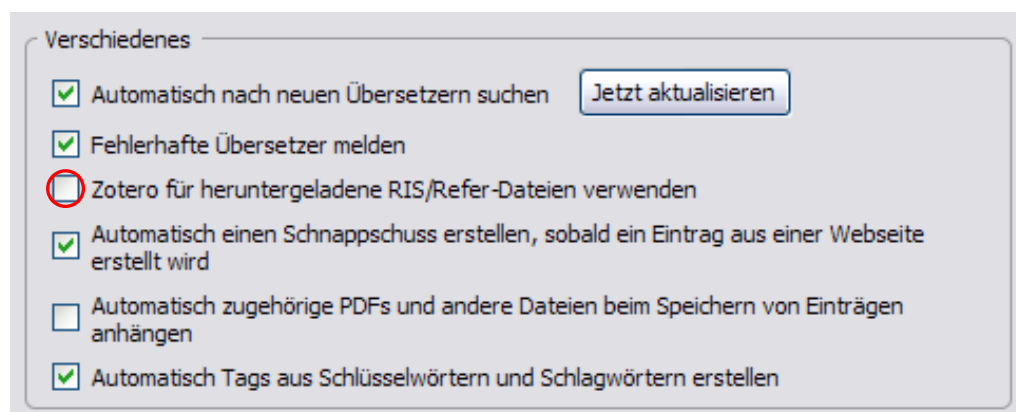 Verschiedenes
Automatisch nach neuen Übersetzern suchen Jetzt aktualisieren
Fehlerhafte Übersetzer melden
Zotero für heruntergeladene RIS/Refer-Dateien verwenden
Automatisch einen Schnappschuss erstellen, sobald ein Eintrag aus einer Webseite
erstellt wird
Automatisch zugehörige PDFs und andere Dateien beim Speichern von Einträgen
anhängen
Automatisch Tags aus Schlüsselwörtern und Schlagwörtern erstellen